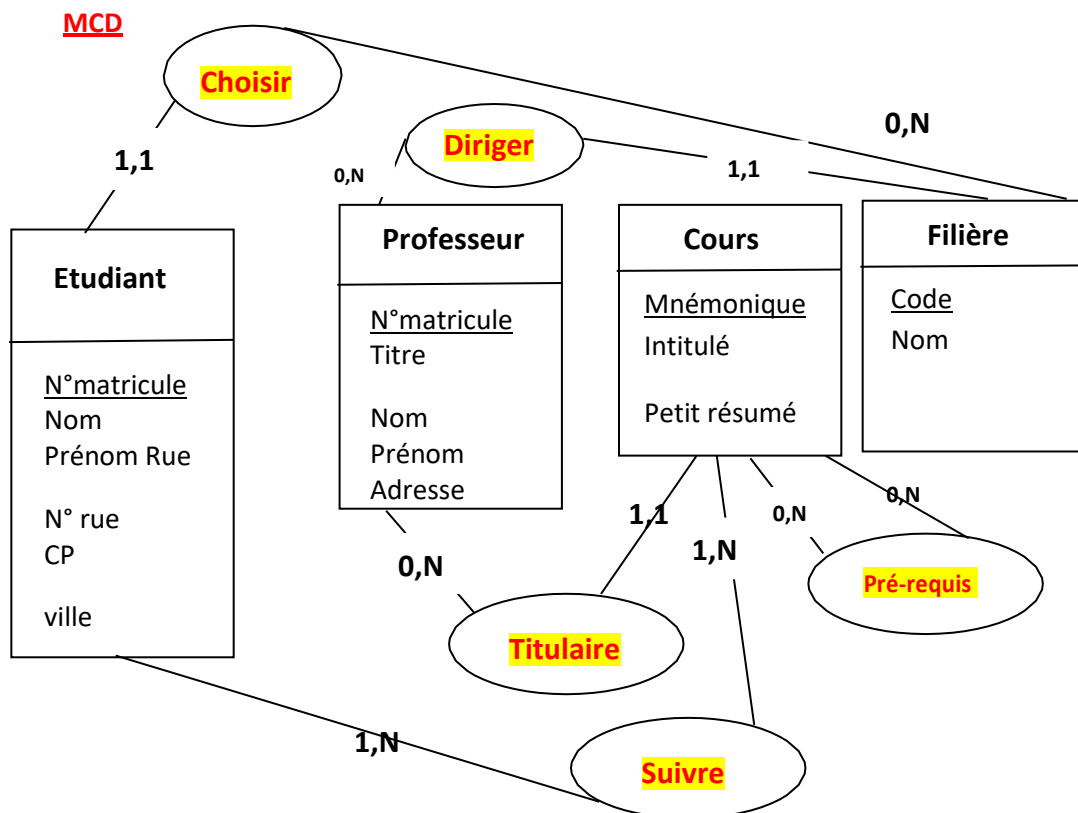 MCD
Choisir
0,N
Diriger
1,1
1,1
0,N
Etudiant
N°matricule
Nom
Prénom Rue
N° rue
CP
ville
Professeur
N°matricule
Titre
Nom
Prénom
Adresse
Cours
Mnémonique
Intitulé
Petit résumé
Filière
Code
Nom
0,N
1,1
1,N
0,N
0,N
Pré-requis
Titulaire
1,N
Suivre